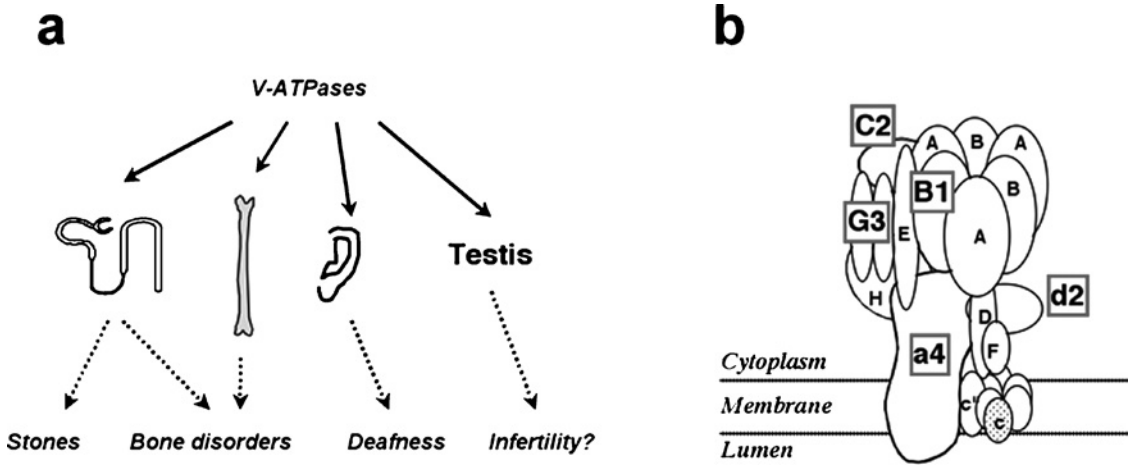 a
V-ATPases
Testis
Stones
Bone disorders
Deafness
Infertility?
b
C2
A
B
A
B1
B
G3
E
A
H
D
d2
F
a4
c'
c
Cytoplasm
Membrane
Lumen